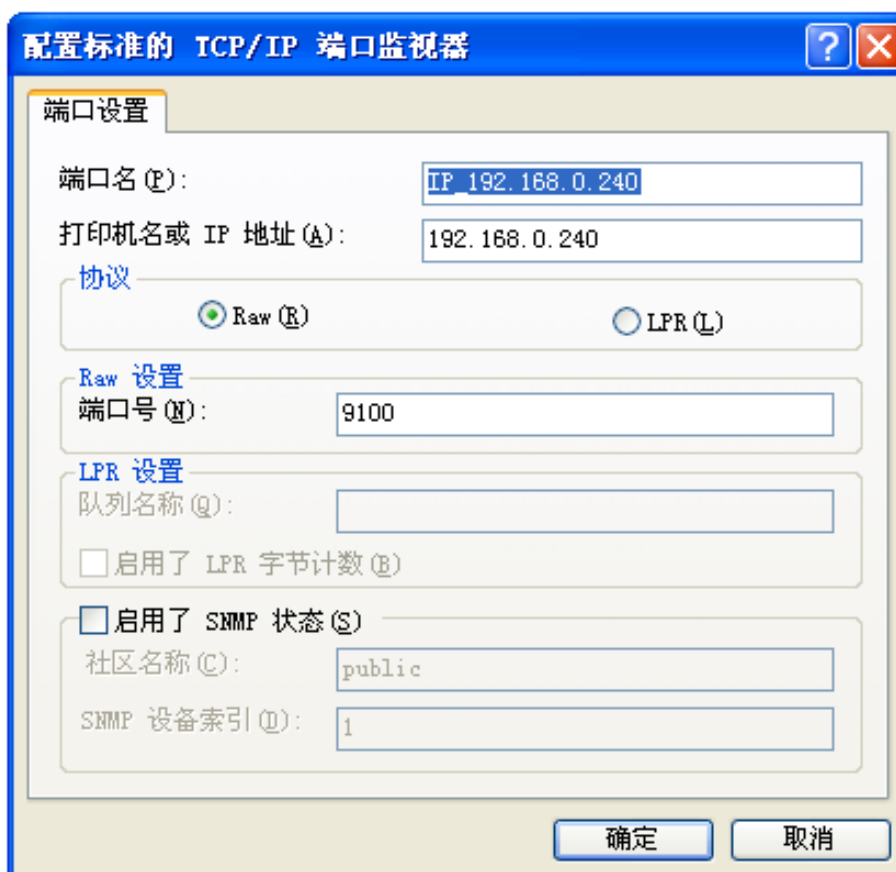 配置标准的 TCP/IP 端口监视器
端口设置
端口名(P): IP_192.168.0.240
打印机名或 IP 地址(A): 192.168.0.240
协议
Raw(R) LPR(L)
Raw 设置
端口号(N): 9100
LPR 设置
队列名称(Q):
启用了 LPR 字节计数(B)
启用了 SNMP 状态(S)
社区名称(C): public
SNMP 设备索引(D): 1
确定 取消